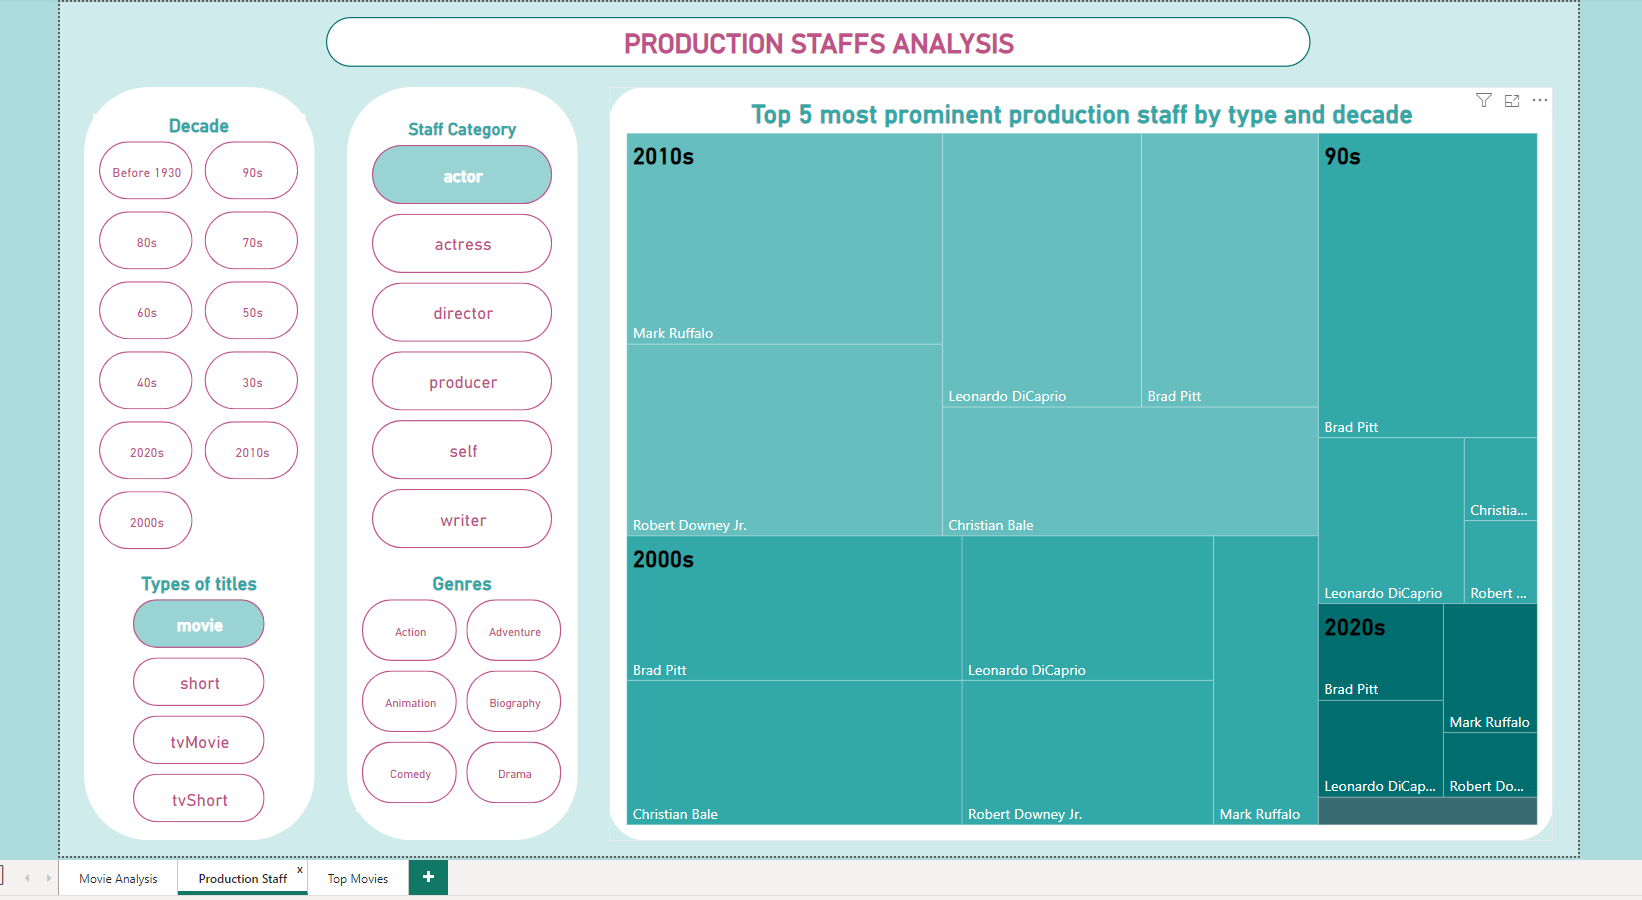 PRODUCTION STAFFS ANALYSIS
Decade
Before 1930
90s
80s
70s
60s
50s
40s
30s
2020s
2010s
2000s
Types of titles
movie
short
tvMovie
tvShort
Staff Category
actor
actress
director
producer
self
writer
Genres
Action
Adventure
Animation
Biography
Comedy
Drama
Top 5 most prominent production staff by type and decade
2010s
Mark Ruffalo
Robert Downey Jr.
Leonardo DiCaprio
Brad Pitt
Christian Bale
2000s
Brad Pitt
Christian Bale
Leonardo DiCaprio
Robert Downey Jr.
Mark Ruffalo
90s
Brad Pitt
Leonardo DiCaprio
Christia...
Robert ...
2020s
Brad Pitt
Leonardo DiCap...
Mark Ruffalo
Robert Do...
Movie Analysis
Production Staff
x
Top Movies
+